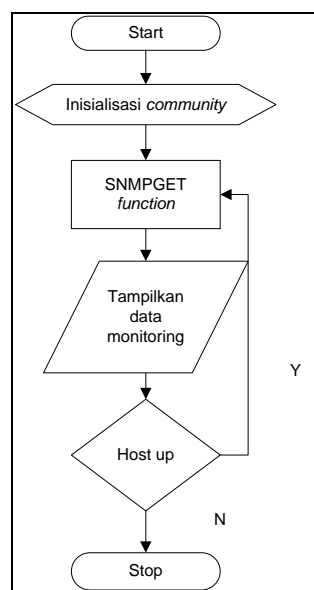 Start
Inisialisasi community
SNMPGET
function
Tampilkan
data
monitoring
Y
Host up
N
Stop